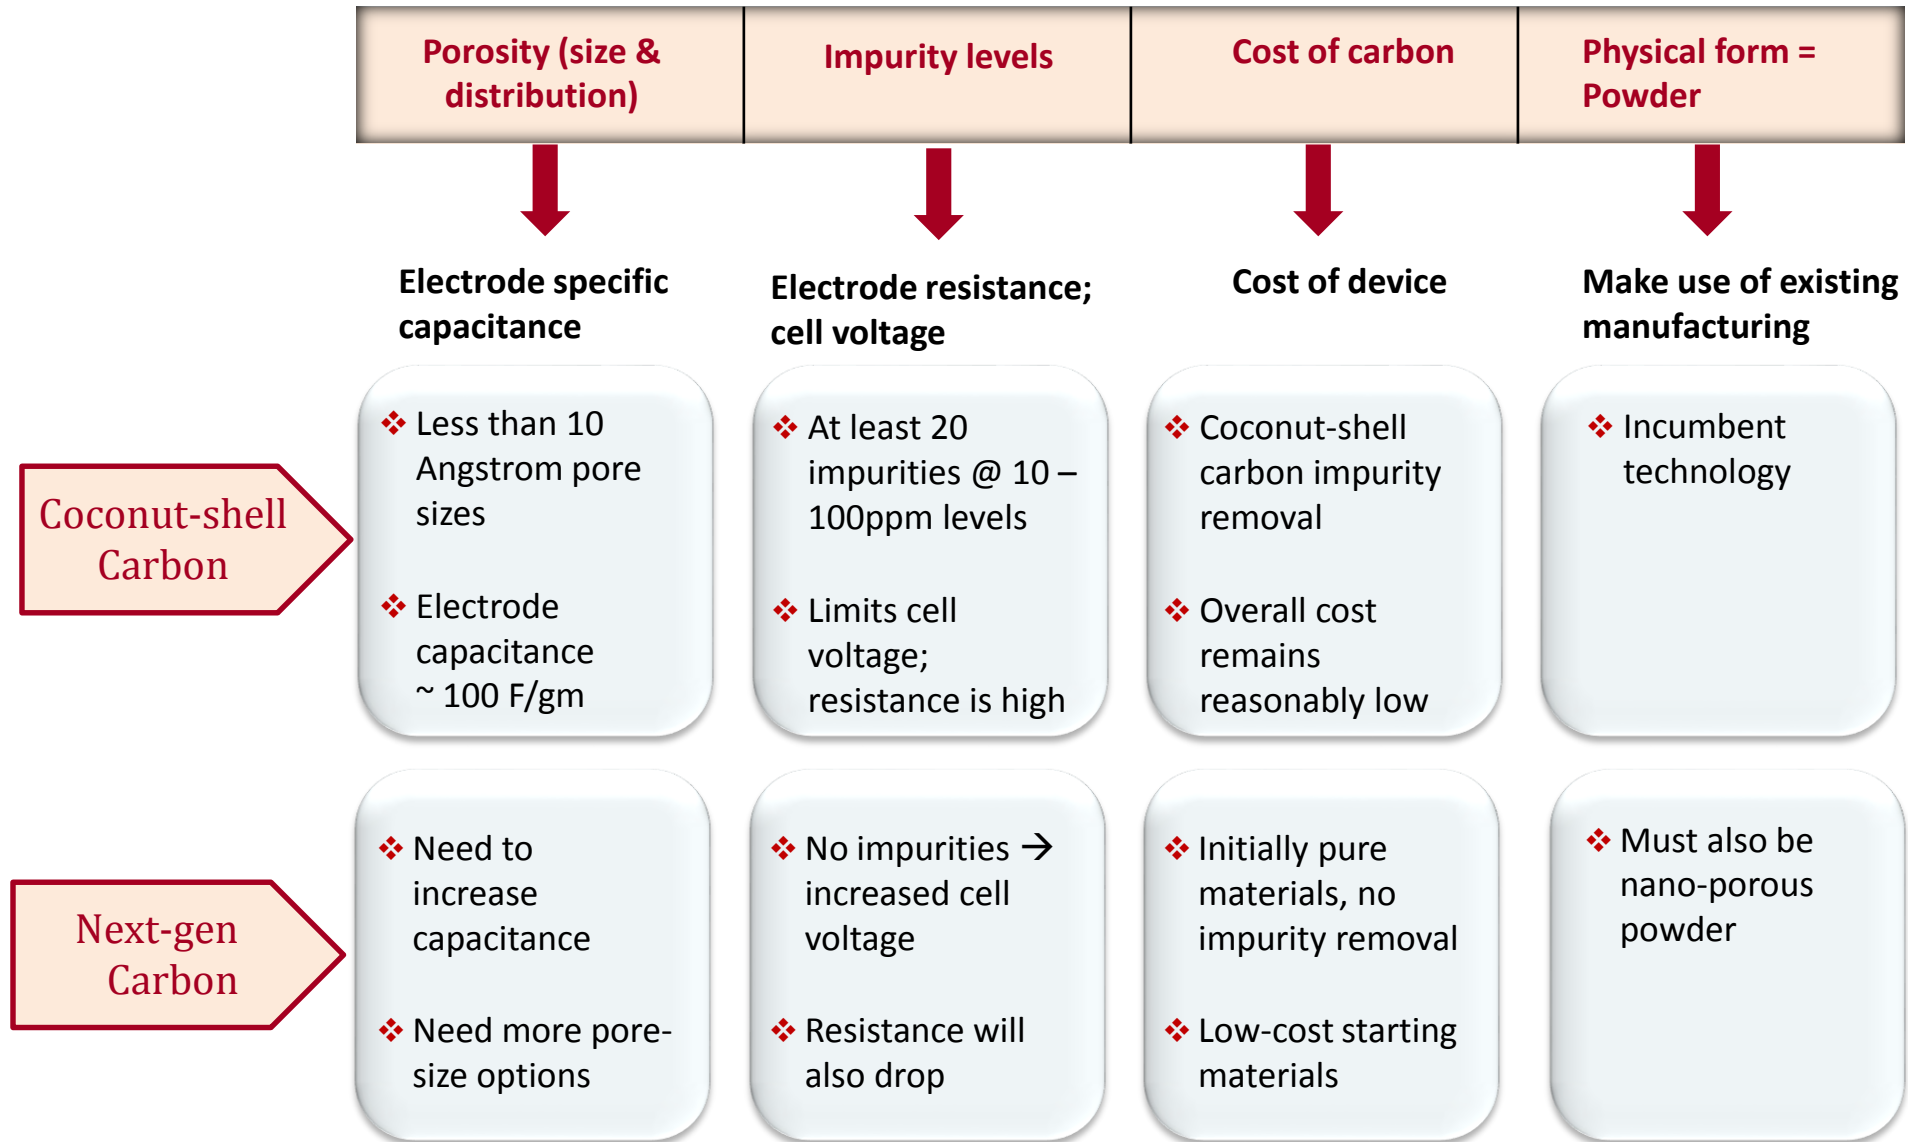 Porosity (size &
distribution)
Impurity levels
Cost of carbon
Physical form =
Powder
Electrode specific
capacitance
Electrode resistance;
cell voltage
Cost of device
Make use of existing
manufacturing
Coconut-shell
Carbon
❖ Less than 10
Angstrom pore
sizes
❖ Electrode
capacitance
~ 100 F/gm
❖ At least 20
impurities @ 10 –
100ppm levels
❖ Limits cell
voltage;
resistance is high
❖ Coconut-shell
carbon impurity
removal
❖ Overall cost
remains
reasonably low
❖ Incumbent
technology
Next-gen
Carbon
❖ Need to
increase
capacitance
❖ Need more pore-
size options
❖ No impurities →
increased cell
voltage
❖ Resistance will
also drop
❖ Initially pure
materials, no
impurity removal
❖ Low-cost starting
materials
❖ Must also be
nano-porous
powder